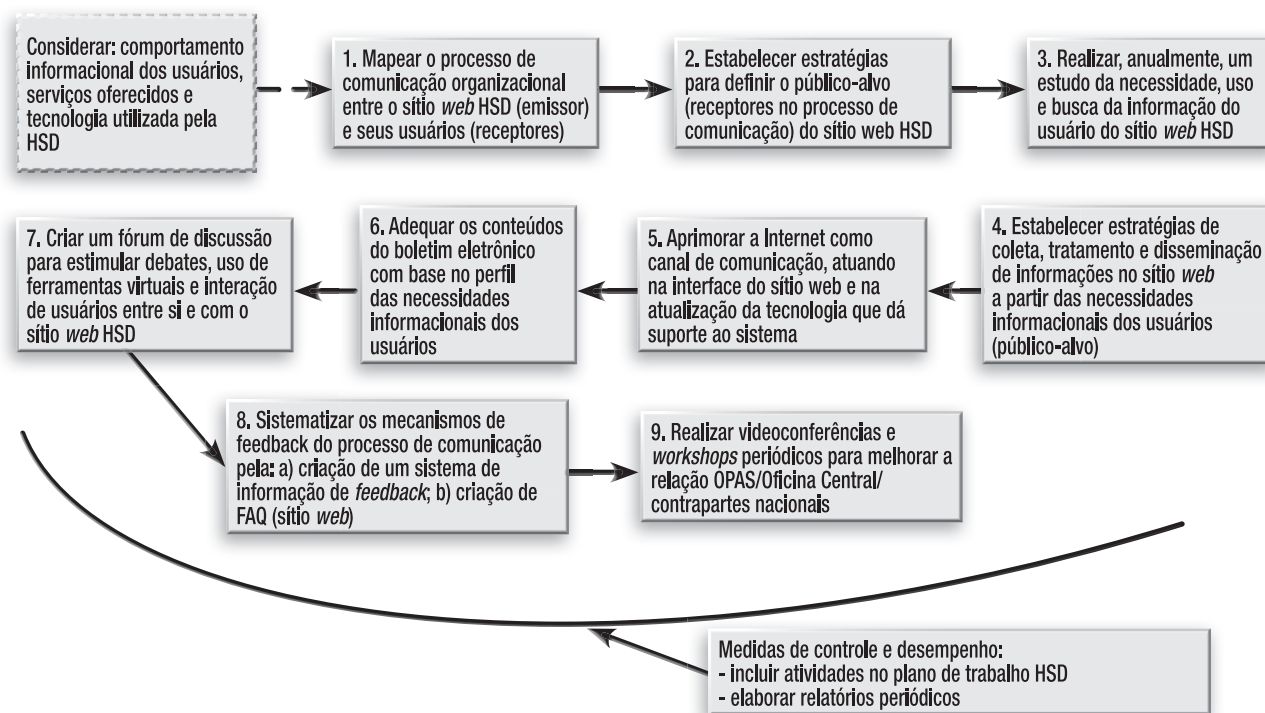 Considerar: comportamento
informacional dos usuários,
serviços oferecidos e
tecnologia utilizada pela
HSD
1. Mapear o processo de
comunicação organizacional
entre o sítio web HSD (emissor)
e seus usuários (receptores)
2. Estabelecer estratégias
para definir o público-alvo
(receptores no processo de
comunicação) do sítio web HSD
3. Realizar, anualmente, um
estudo da necessidade, uso
e busca da informação do
usuário do sítio web HSD
4. Estabelecer estratégias de
coleta, tratamento e disseminação
de informações no sítio web
a partir das necessidades
informacionais dos usuários
(público-alvo)
5. Aprimorar a Internet como
canal de comunicação, atuando
na interface do sítio web e na
atualização da tecnologia que dá
suporte ao sistema
6. Adequar os conteúdos
do boletim eletrônico
com base no perfil
das necessidades
informacionais dos
usuários
7. Criar um fórum de discussão
para estimular debates, uso de
ferramentas virtuais e interação
de usuários entre si e com o
sítio web HSD
8. Sistematizar os mecanismos de
feedback do processo de comunicação
pela: a) criação de um sistema de
informação de feedback; b) criação de
FAQ (sítio web)
9. Realizar videoconferências e
workshops periódicos para melhorar a
relação OPAS/Oficina Central/
contrapartes nacionais
Medidas de controle e desempenho:
- incluir atividades no plano de trabalho HSD
- elaborar relatórios periódicos